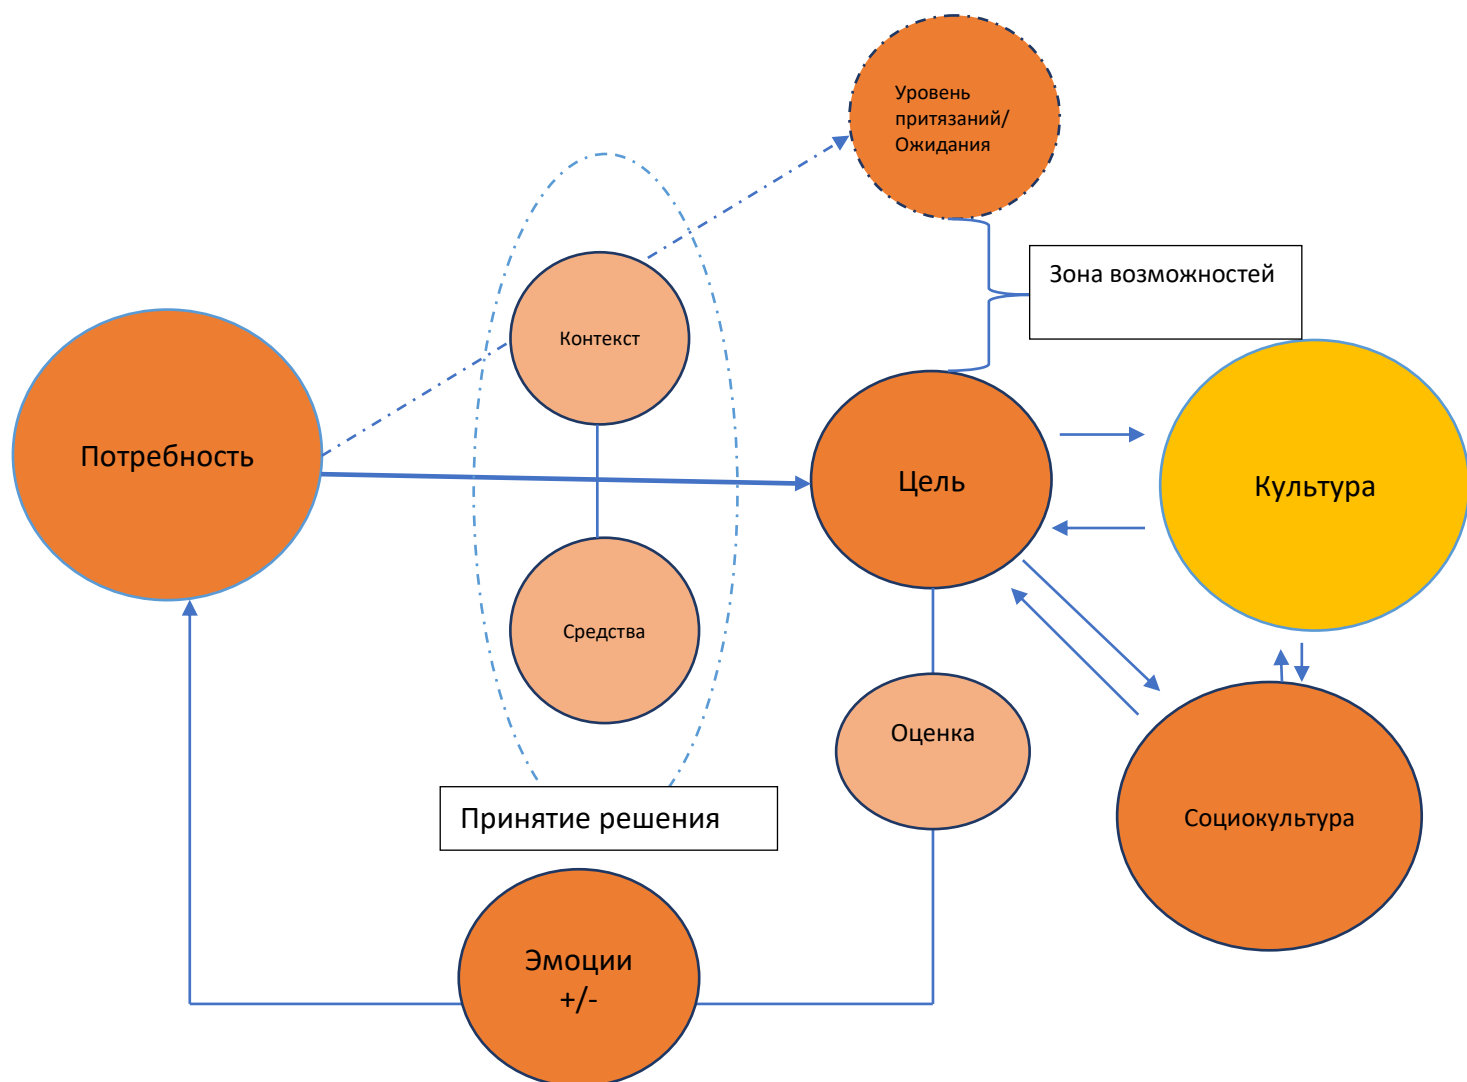 Уровень
притязаний/
Ожидания
Зона возможностей
Контекст
Потребность
Цель
Культура
Средства
Оценка
Принятие решения
Социокультура
Эмоции
+/-